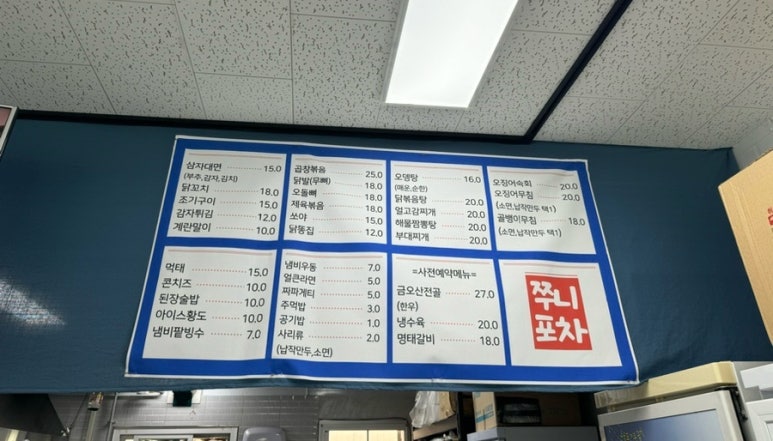 삼자대면 15.0
(부추,감자,김치)
닭꼬치 18.0
조기구이 15.0
감자튀김 12.0
계란말이 10.0
곱창볶음 25.0
닭발(무뼈) 18.0
오돌뼈 18.0
제육볶음 18.0
쏘야 15.0
닭똥집 12.0
오뎅탕 16.0
(매운,순한)
닭볶음탕 20.0
얼고감찌개 20.0
해물짬뽕탕 20.0
부대찌개 20.0
오징어숙회 20.0
오징어무침 20.0
(소면,납작만두 택1)
골뱅이무침 18.0
(소면,납작만두 택1)
먹태 15.0
콘치즈 10.0
된장술밥 10.0
아이스황도 10.0
냄비팥빙수 7.0
냄비우동 7.0
얼큰라면 5.0
짜파게티 5.0
주먹밥 3.0
공기밥 1.0
사리류 2.0
(납작만두,소면)
=사전예약메뉴=
금오산전골 27.0
(한우)
냉수육 20.0
명태갈비 18.0
쭈니
포차